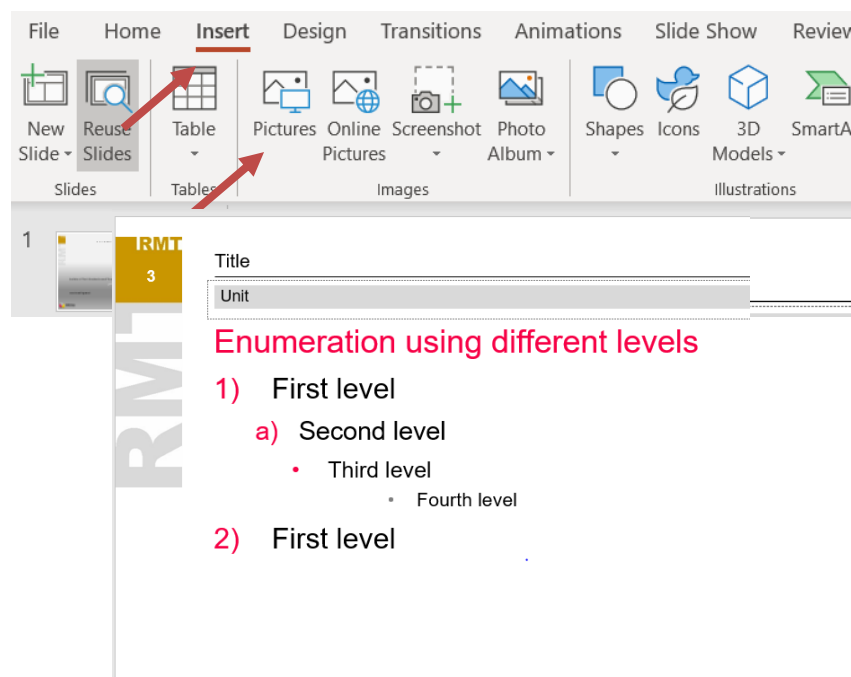 File Home Insert Design Transitions Animations Slide Show Review
New Slide Reuse Slides Table Pictures Online Pictures Screenshot Photo Album Shapes Icons 3D Models SmartA
Slides Tables Images Illustrations
1
RMT
3
Title
Unit
RMT
Enumeration using different levels
1) First level
a) Second level
• Third level
• Fourth level
2) First level